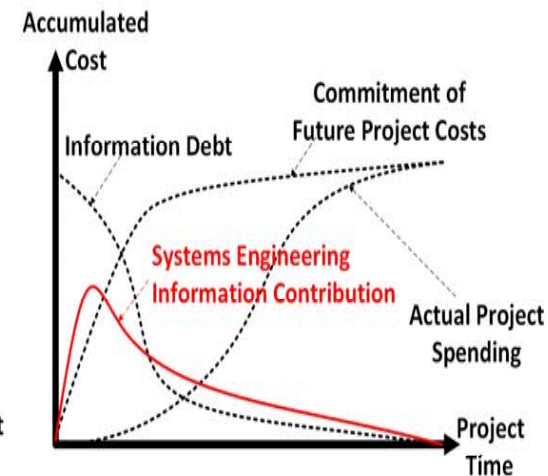 Accumulated
Cost
Commitment of
Future Project Costs
Information Debt
Systems Engineering
Information Contribution
Actual Project
Spending
Project
Time